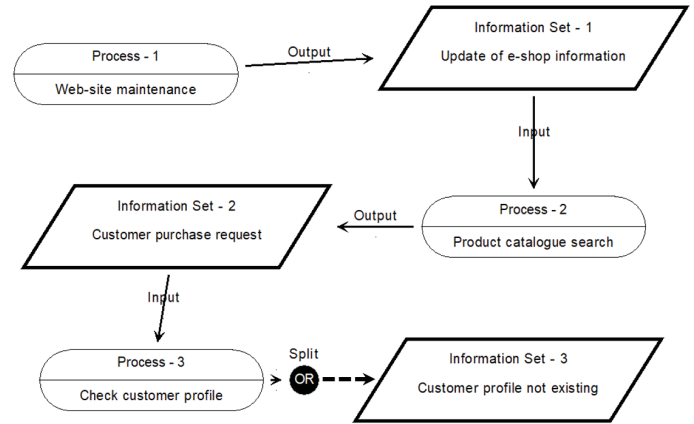 Process - 1
Web-site maintenance
Output
Information Set - 1
Update of e-shop information
Input
Process - 2
Product catalogue search
Output
Information Set - 2
Customer purchase request
Input
Process - 3
Check customer profile
Split
OR
Information Set - 3
Customer profile not existing